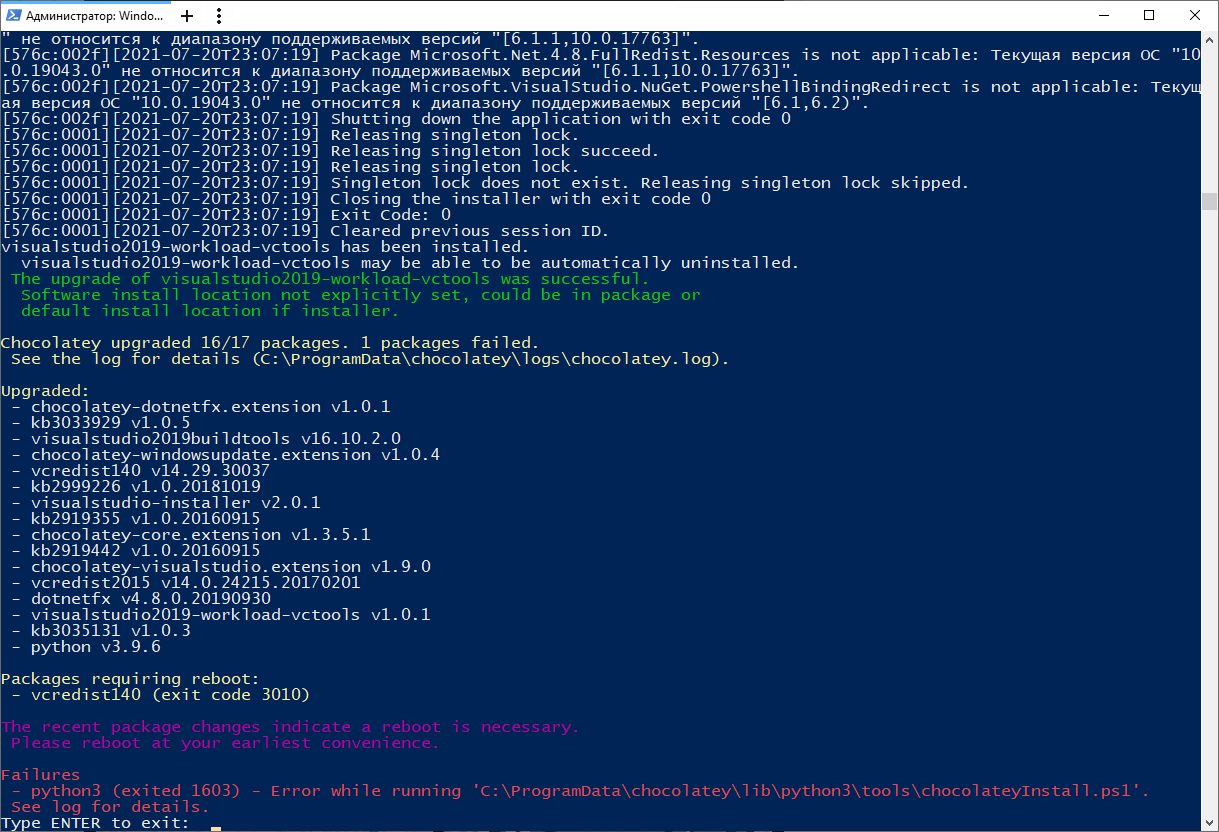 Администратор: Windo...
" не относится к диапазону поддерживаемых версий "[6.1.1,10.0.17763]".
[576c:002f][2021-07-20T23:07:19] Package Microsoft.Net.4.8.FullRedist.Resources is not applicable: Текущая версия ОС "10
.0.19043.0" не относится к диапазону поддерживаемых версий "[6.1.1,10.0.17763]".
[576c:002f][2021-07-20T23:07:19] Package Microsoft.VisualStudio.NuGet.PowershellBindingRedirect is not applicable: Текущ
ая версия ОС "10.0.19043.0" не относится к диапазону поддерживаемых версий "[6.1,6.2)".
[576c:002f][2021-07-20T23:07:19] Shutting down the application with exit code 0
[576c:0001][2021-07-20T23:07:19] Releasing singleton lock.
[576c:0001][2021-07-20T23:07:19] Releasing singleton lock succeed.
[576c:0001][2021-07-20T23:07:19] Releasing singleton lock.
[576c:0001][2021-07-20T23:07:19] Singleton lock does not exist. Releasing singleton lock skipped.
[576c:0001][2021-07-20T23:07:19] Closing the installer with exit code 0
[576c:0001][2021-07-20T23:07:19] Exit Code: 0
[576c:0001][2021-07-20T23:07:19] Cleared previous session ID.
visualstudio2019-workload-vctools has been installed.
visualstudio2019-workload-vctools may be able to be automatically uninstalled.
The upgrade of visualstudio2019-workload-vctools was successful.
Software install location not explicitly set, could be in package or
default install location if installer.
Chocolatey upgraded 16/17 packages. 1 packages failed.
See the log for details (C:\ProgramData\chocolatey\logs\chocolatey.log).
Upgraded:
- chocolatey-dotnetfx.extension v1.0.1
- kb3033929 v1.0.5
- visualstudio2019buildtools v16.10.2.0
- chocolatey-windowsupdate.extension v1.0.4
- vcredist140 v14.29.30037
- kb2999226 v1.0.20181019
- visualstudio-installer v2.0.1
- kb2919355 v1.0.20160915
- chocolatey-core.extension v1.3.5.1
- kb2919442 v1.0.20160915
- chocolatey-visualstudio.extension v1.9.0
- vcredist2015 v14.0.24215.20170201
- dotnetfx v4.8.0.20190930
- visualstudio2019-workload-vctools v1.0.1
- kb3035131 v1.0.3
- python v3.9.6
Packages requiring reboot:
- vcredist140 (exit code 3010)
The recent package changes indicate a reboot is necessary.
Please reboot at your earliest convenience.
Failures
- python3 (exited 1603) - Error while running 'C:\ProgramData\chocolatey\lib\python3\tools\chocolateyInstall.ps1'.
See log for details.
Type ENTER to exit: